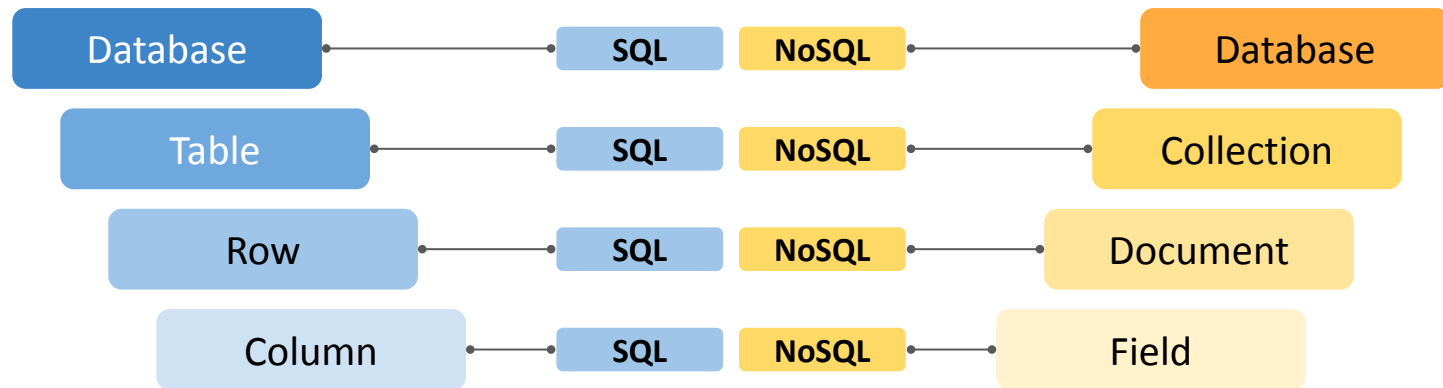 Database SQL NoSQL Database
Table SQL NoSQL Collection
Row SQL NoSQL Document
Column SQL NoSQL Field